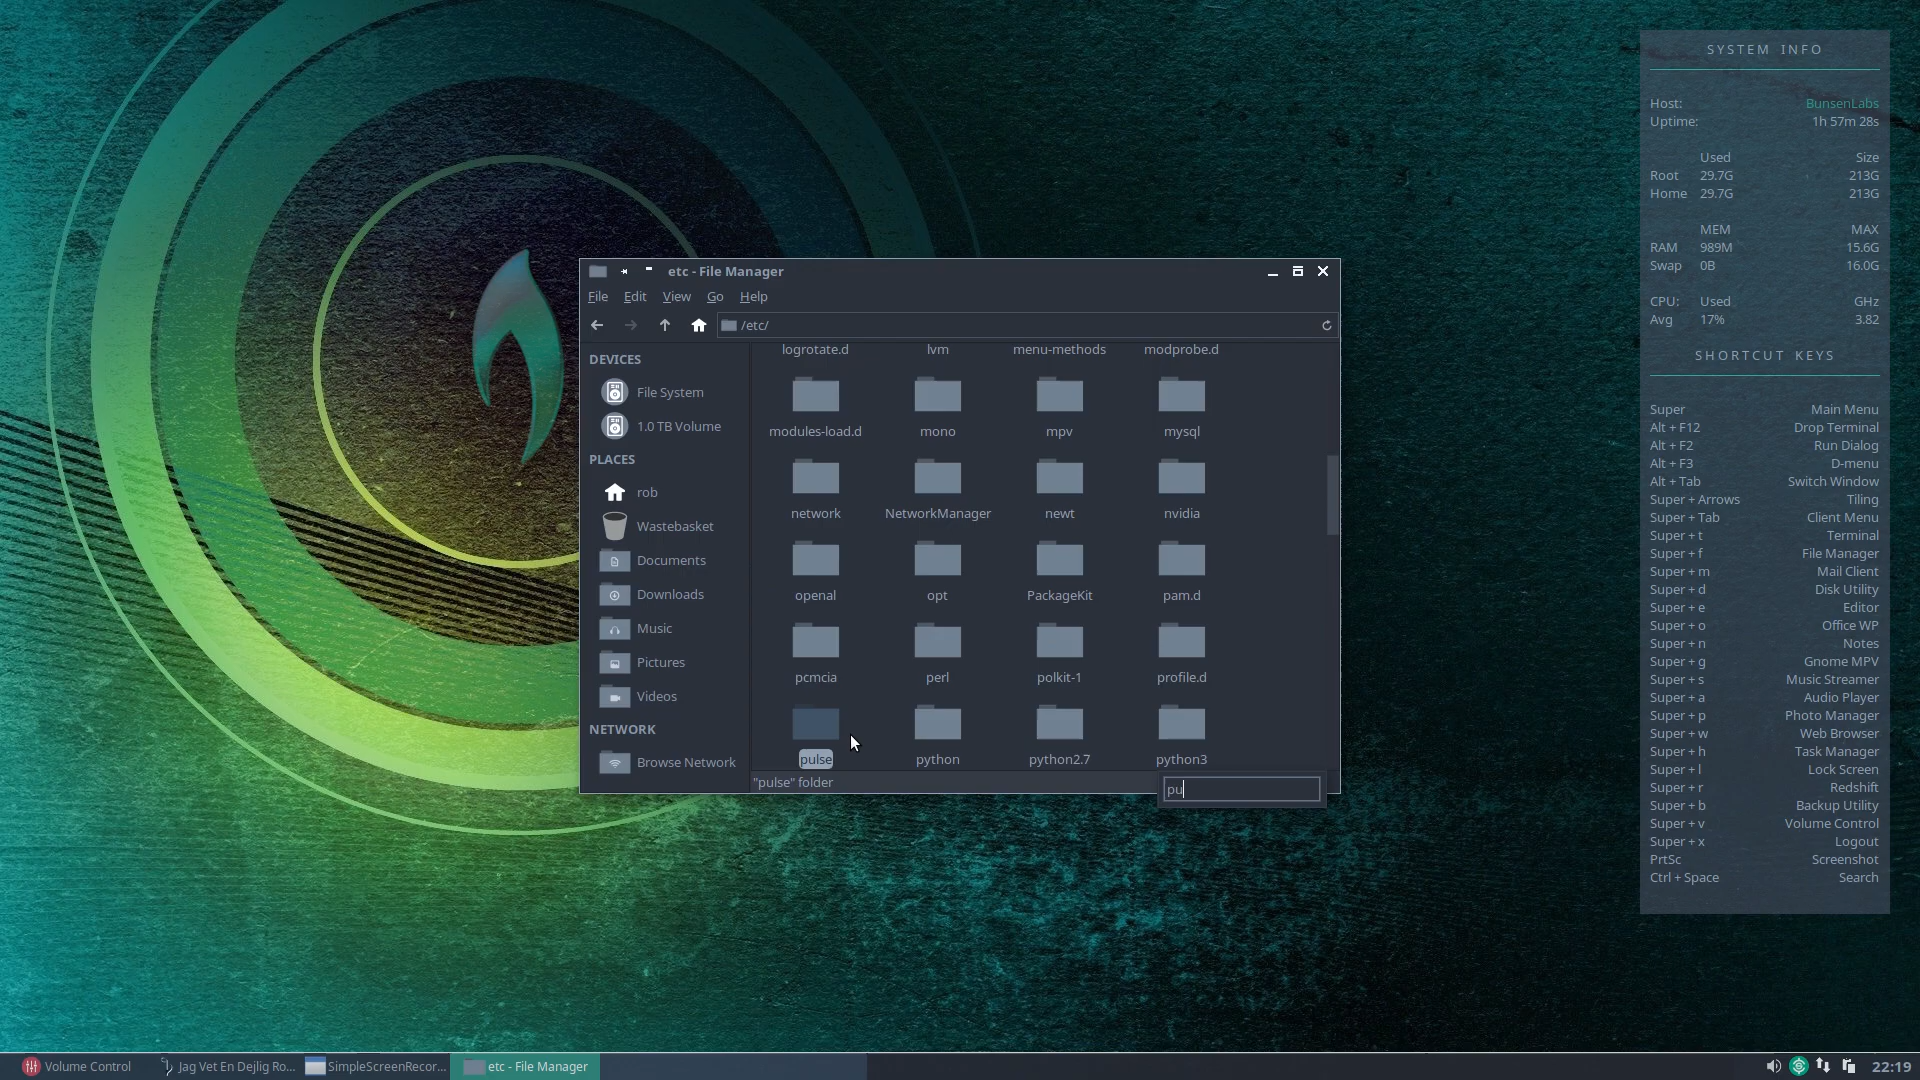 SYSTEM INFO
Host: BunsenLabs
Uptime: 1h 57m 28s
Used Size
Root 29.7G 213G
Home 29.7G 213G
MEM MAX
RAM 989M 15.6G
Swap 0B 16.0G
CPU: Used GHz
Avg 17% 3.82
SHORTCUT KEYS
Super Main Menu
Alt + F12 Drop Terminal
Alt + F2 Run Dialog
Alt + F3 D-menu
Alt + Tab Switch Window
Super + Arrows Tiling
Super + Tab Client Menu
Super + t Terminal
Super + f File Manager
Super + m Mail Client
Super + d Disk Utility
Super + e Editor
Super + o Office WP
Super + n Notes
Super + g Gnome MPV
Super + s Music Streamer
Super + a Audio Player
Super + p Photo Manager
Super + w Web Browser
Super + h Task Manager
Super + l Lock Screen
Super + r Redshift
Super + b Backup Utility
Super + v Volume Control
Super + x Logout
PrtSc Screenshot
Ctrl + Space Search
etc - File Manager
File Edit View Go Help
/etc/
DEVICES
File System
1.0 TB Volume
PLACES
rob
Wastebasket
Documents
Downloads
Music
Pictures
Videos
NETWORK
Browse Network
logrotate.d lvm menu-methods modprobe.d
modules-load.d mono mpv mysql
network NetworkManager newt nvidia
openal opt PackageKit pam.d
pcmcia perl polkit-1 profile.d
pulse python python2.7 python3
"pulse" folder
pu
Volume Control Jag Vet En Dejlig Ro... SimpleScreenRecor... etc - File Manager 22:19